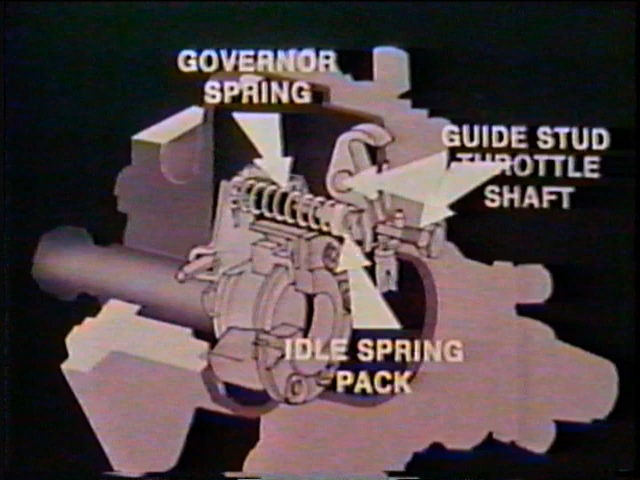 GOVERNOR
SPRING
GUIDE STUD
THROTTLE
SHAFT
IDLE SPRING
PACK